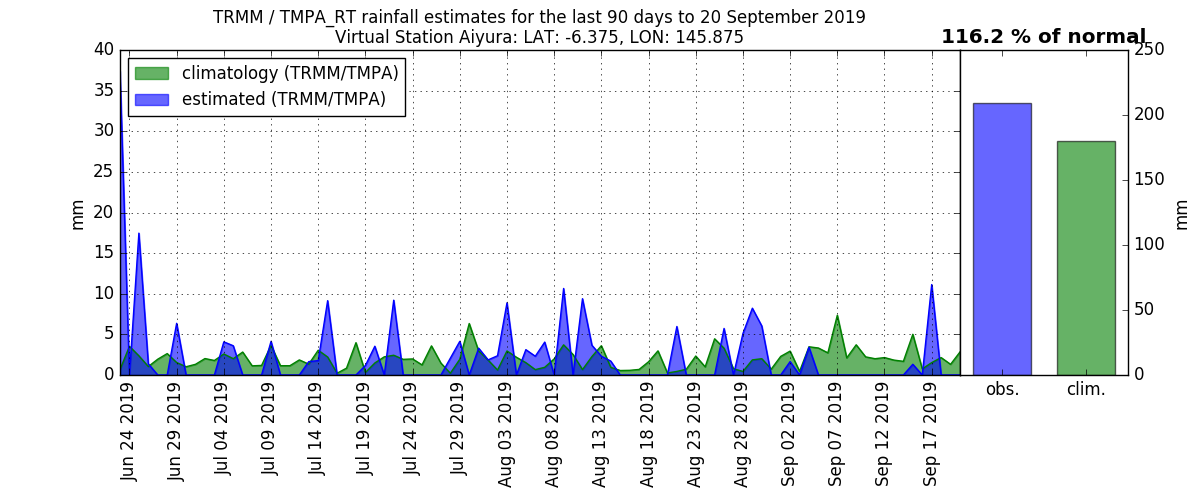 TRMM / TMPA_RT rainfall estimates for the last 90 days to 20 September 2019
Virtual Station Aiyura: LAT: -6.375, LON: 145.875
116.2 % of normal
climatology (TRMM/TMPA)
estimated (TRMM/TMPA)
mm
40
35
30
25
20
15
10
5
0
Jun 24 2019
Jun 29 2019
Jul 04 2019
Jul 09 2019
Jul 14 2019
Jul 19 2019
Jul 24 2019
Jul 29 2019
Aug 03 2019
Aug 08 2019
Aug 13 2019
Aug 18 2019
Aug 23 2019
Aug 28 2019
Sep 02 2019
Sep 07 2019
Sep 12 2019
Sep 17 2019
obs.
clim.
250
200
150
100
50
0
mm